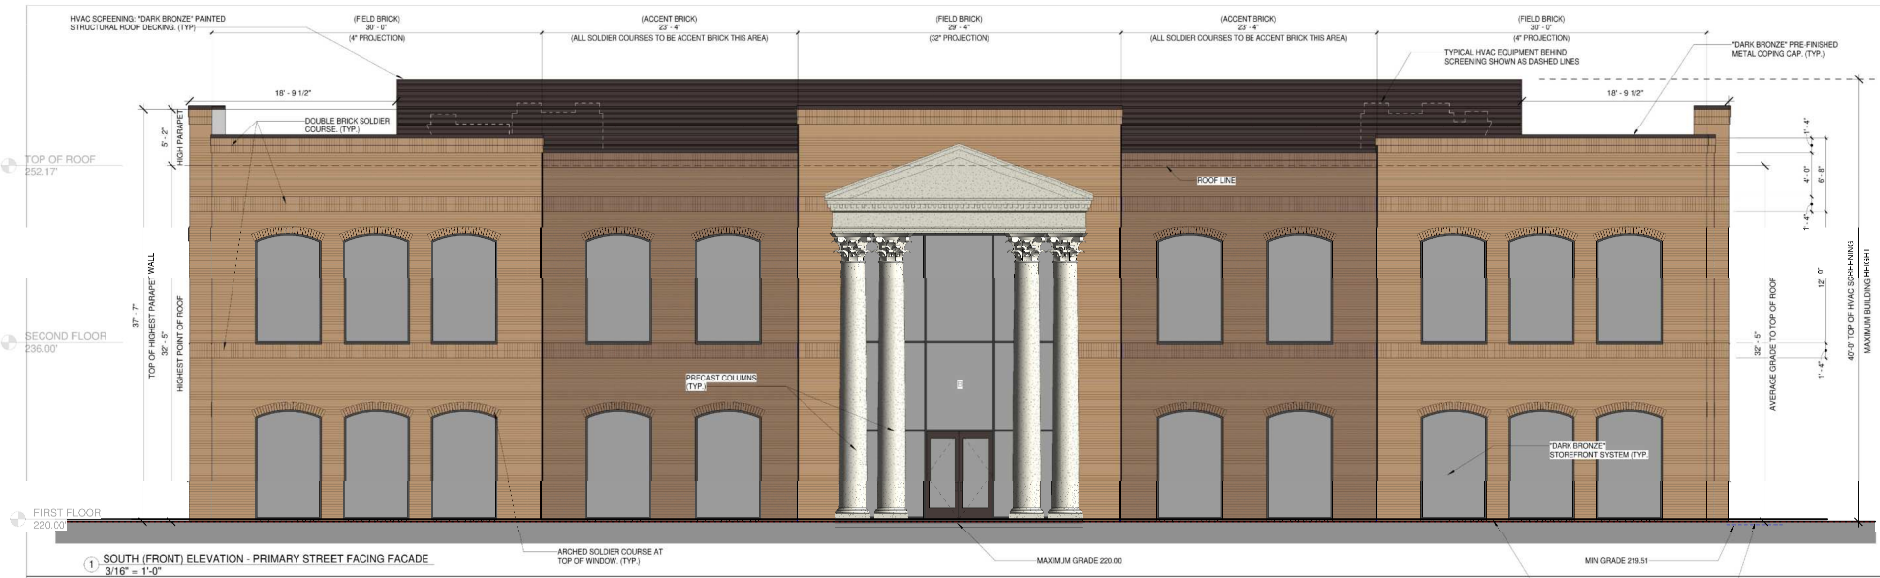 HVAC SCREENING: "DARK BRONZE" PAINTED
STRUCTURAL ROOF DECKING. (TYP)
(FIELD BRICK)
30' - 0"
(4" PROJECTION)
(ACCENT BRICK)
23' - 4"
(ALL SOLDIER COURSES TO BE ACCENT BRICK THIS AREA)
(FIELD BRICK)
29' - 4"
(32" PROJECTION)
(ACCENT BRICK)
23' - 4"
(ALL SOLDIER COURSES TO BE ACCENT BRICK THIS AREA)
(FIELD BRICK)
30' - 0"
(4" PROJECTION)
TYPICAL HVAC EQUIPMENT BEHIND
SCREENING SHOWN AS DASHED LINES
"DARK BRONZE" PRE-FINISHED
METAL COPING CAP. (TYP.)
18' - 9 1/2"
18' - 9 1/2"
DOUBLE BRICK SOLDIER
COURSE. (TYP.)
5' - 2"
HIGH PARAPET
TOP OF ROOF
252.17'
ROOF LINE
1' - 4"
4' - 0"
6' - 8"
1' - 4"
12' 0"
1' - 4"
37' - 7"
TOP OF HIGHEST PARAPET WALL
32' - 5"
HIGHEST POINT OF ROOF
SECOND FLOOR
236.00'
32' - 5"
AVERAGE GRADE TO TOP OF ROOF
40'-0" TOP OF HVAC SCREENING
MAXIMUM BUILDING HEIGHT
PRECAST COLUMNS
(TYP.)
"DARK BRONZE"
STOREFRONT SYSTEM (TYP.
FIRST FLOOR
220.00'
1
SOUTH (FRONT) ELEVATION - PRIMARY STREET FACING FACADE
3/16" = 1'-0"
ARCHED SOLDIER COURSE AT
TOP OF WINDOW. (TYP.)
MAXIMUM GRADE 220.00
MIN GRADE 219.51